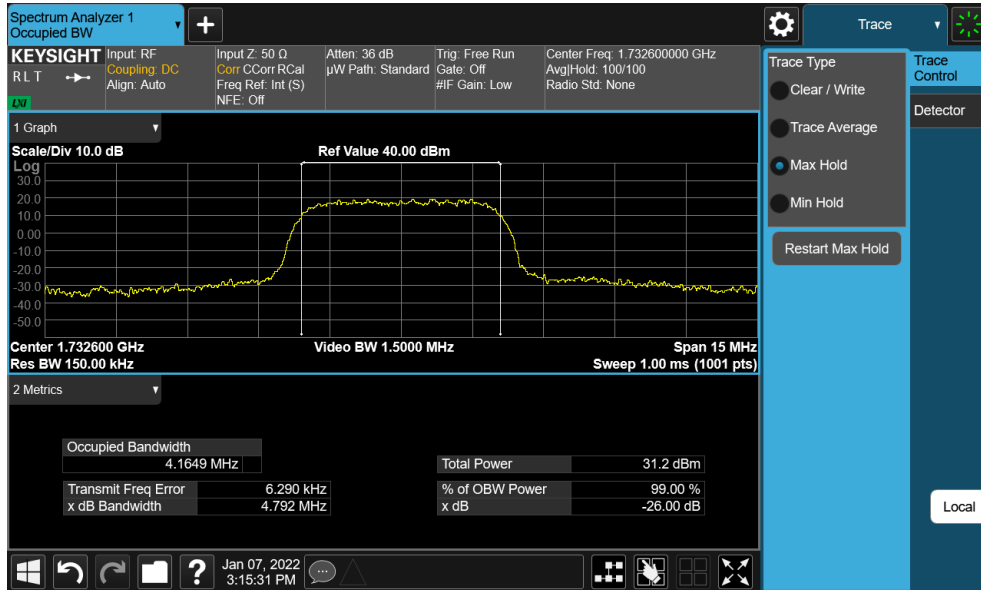 Spectrum Analyzer 1
Occupied BW
Trace
KEYSIGHT
R L T
LXI
Input: RF
Coupling: DC
Align: Auto
Input Z: 50 Ω
Corr CCorr RCal
Freq Ref: Int (S)
NFE: Off
Atten: 36 dB
µW Path: Standard
Trig: Free Run
Gate: Off
#IF Gain: Low
Center Freq: 1.732600000 GHz
Avg|Hold: 100/100
Radio Std: None
1 Graph
Scale/Div 10.0 dB
Ref Value 40.00 dBm
Log
30.0
20.0
10.0
0.00
-10.0
-20.0
-30.0
-40.0
-50.0
Center 1.732600 GHz
Video BW 1.5000 MHz
Span 15 MHz
Res BW 150.00 kHz
Sweep 1.00 ms (1001 pts)
2 Metrics
Occupied Bandwidth
4.1649 MHz
Total Power 31.2 dBm
Transmit Freq Error 6.290 kHz
% of OBW Power 99.00 %
x dB Bandwidth 4.792 MHz
x dB -26.00 dB
Jan 07, 2022
3:15:31 PM
Trace Type
Clear / Write
Trace Average
Max Hold
Min Hold
Restart Max Hold
Trace
Control
Detector
Local